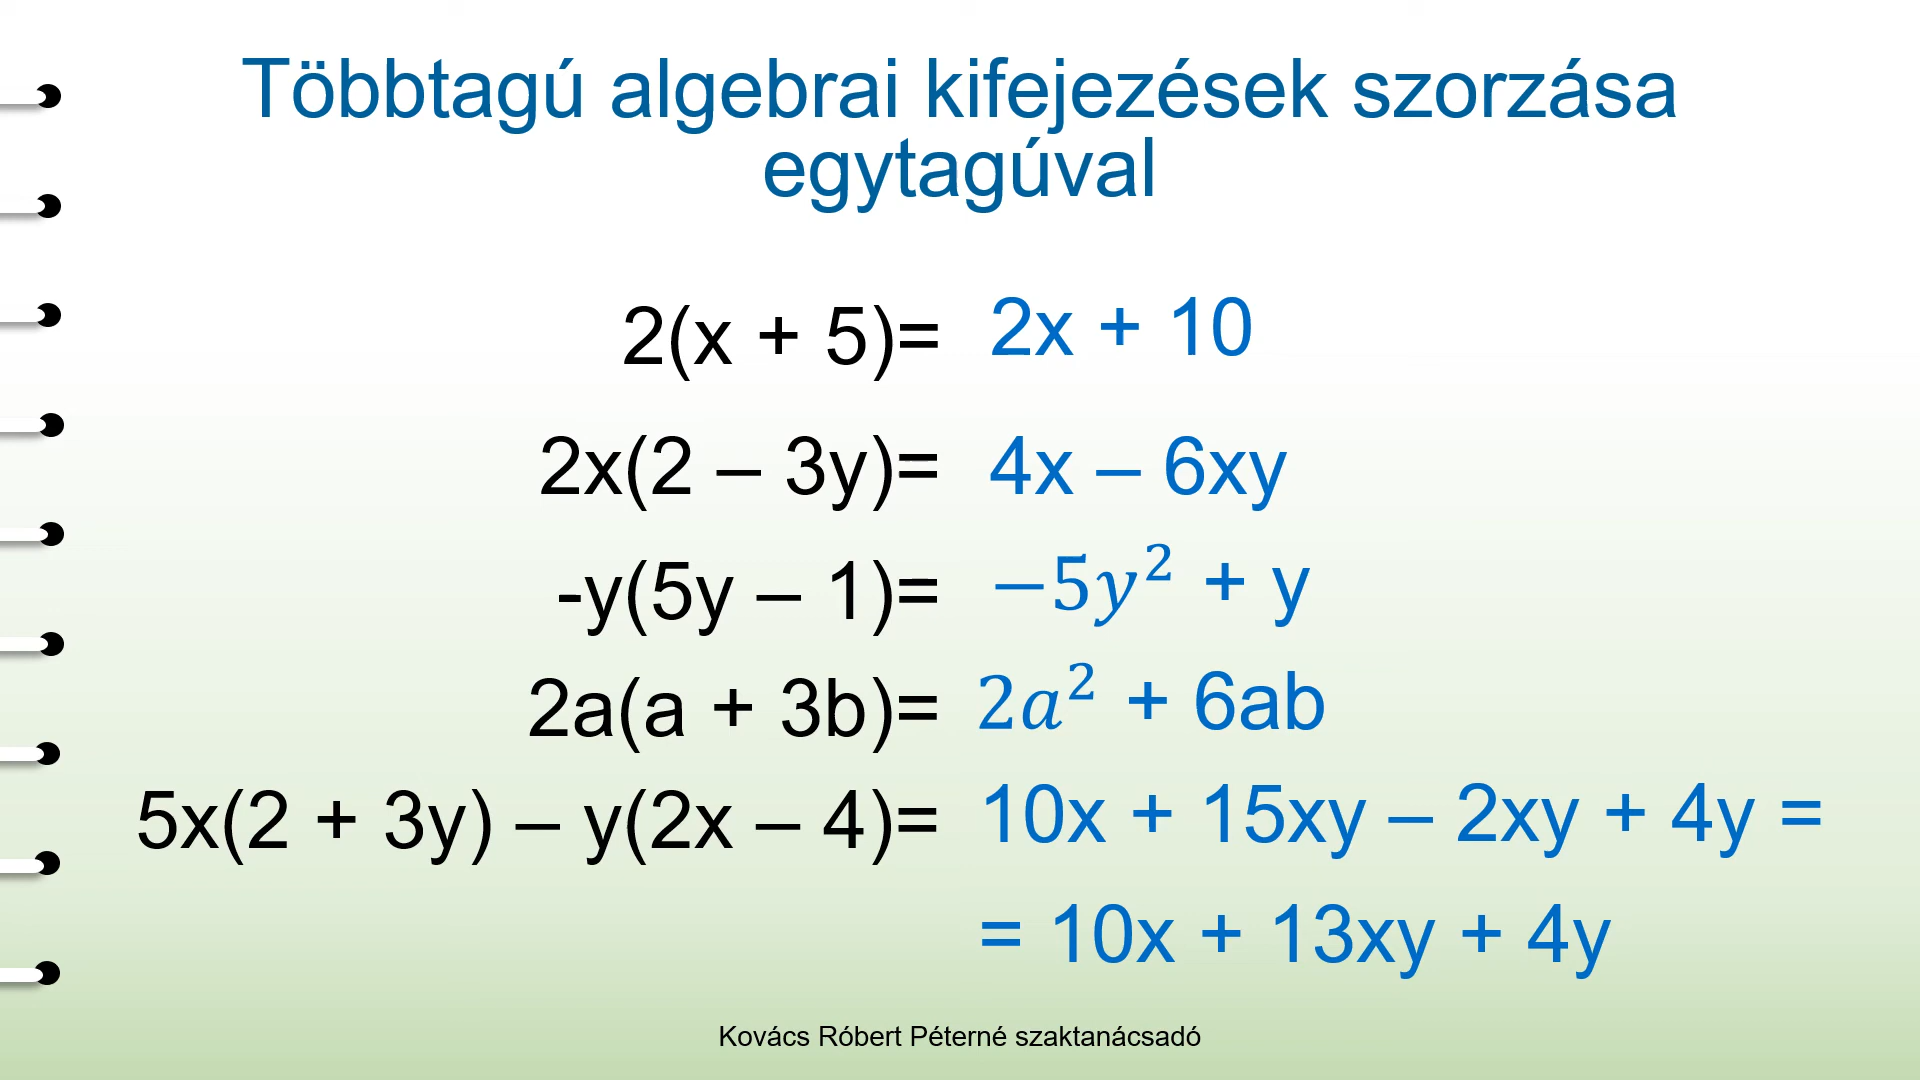 Többtagú algebrai kifejezések szorzása
egytagúval
2(x + 5)= 2x + 10
2x(2 – 3y)= 4x – 6xy
-y(5y – 1)= −5y² + y
2a(a + 3b)= 2a² + 6ab
5x(2 + 3y) – y(2x – 4)= 10x + 15xy – 2xy + 4y =
= 10x + 13xy + 4y
Kovács Róbert Péterné szaktanácsadó